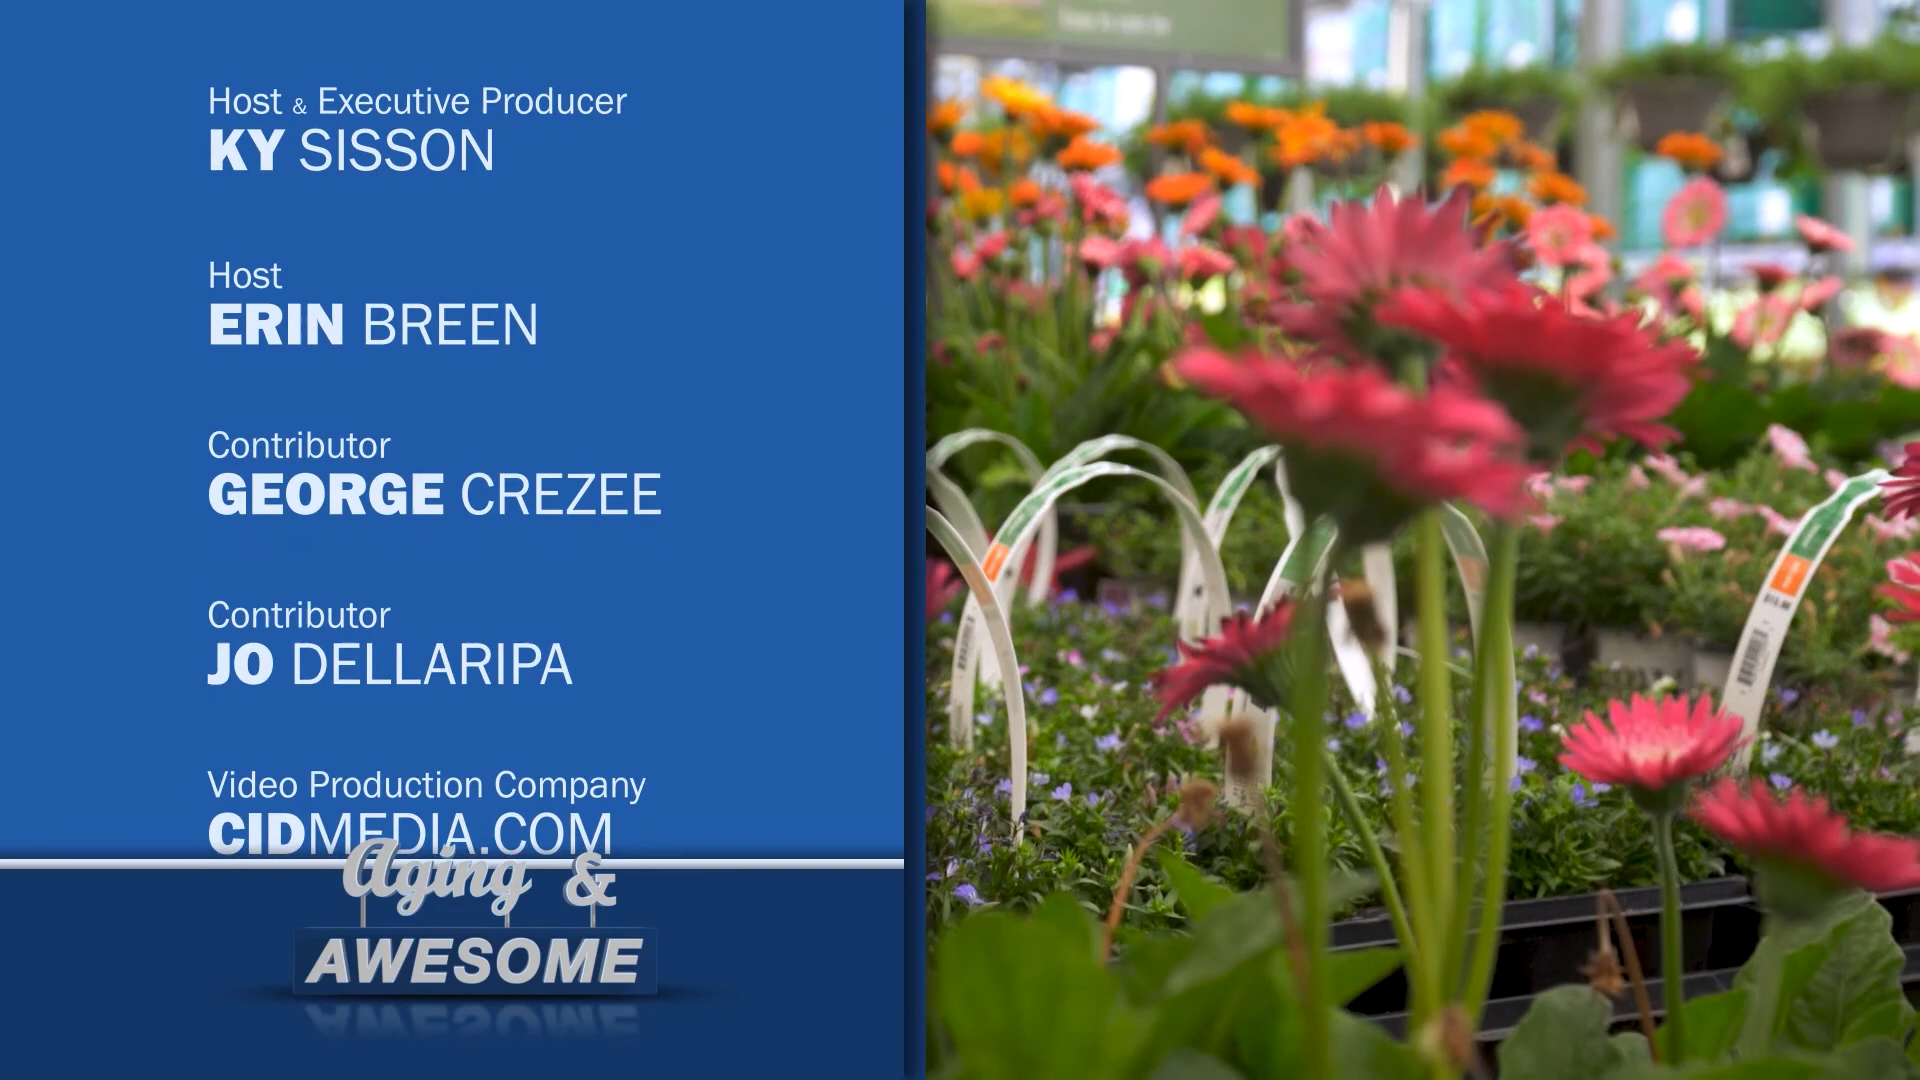 Host & Executive Producer
KY SISSON
Host
ERIN BREEN
Contributor
GEORGE CREZEE
Contributor
JO DELLARIPA
Video Production Company
CIDMEDIA.COM
Aging &
AWESOME